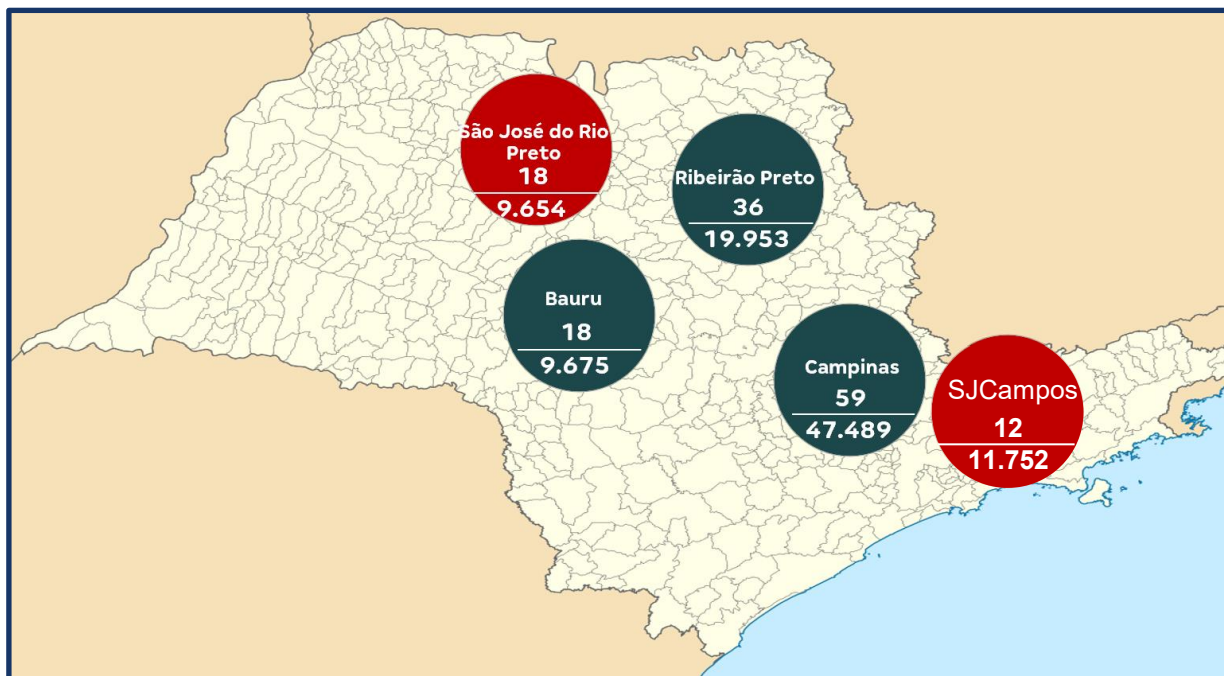 São José do Rio
Preto
18
9.654
Ribeirão Preto
36
19.953
Bauru
18
9.675
Campinas
59
47.489
SJCampos
12
11.752